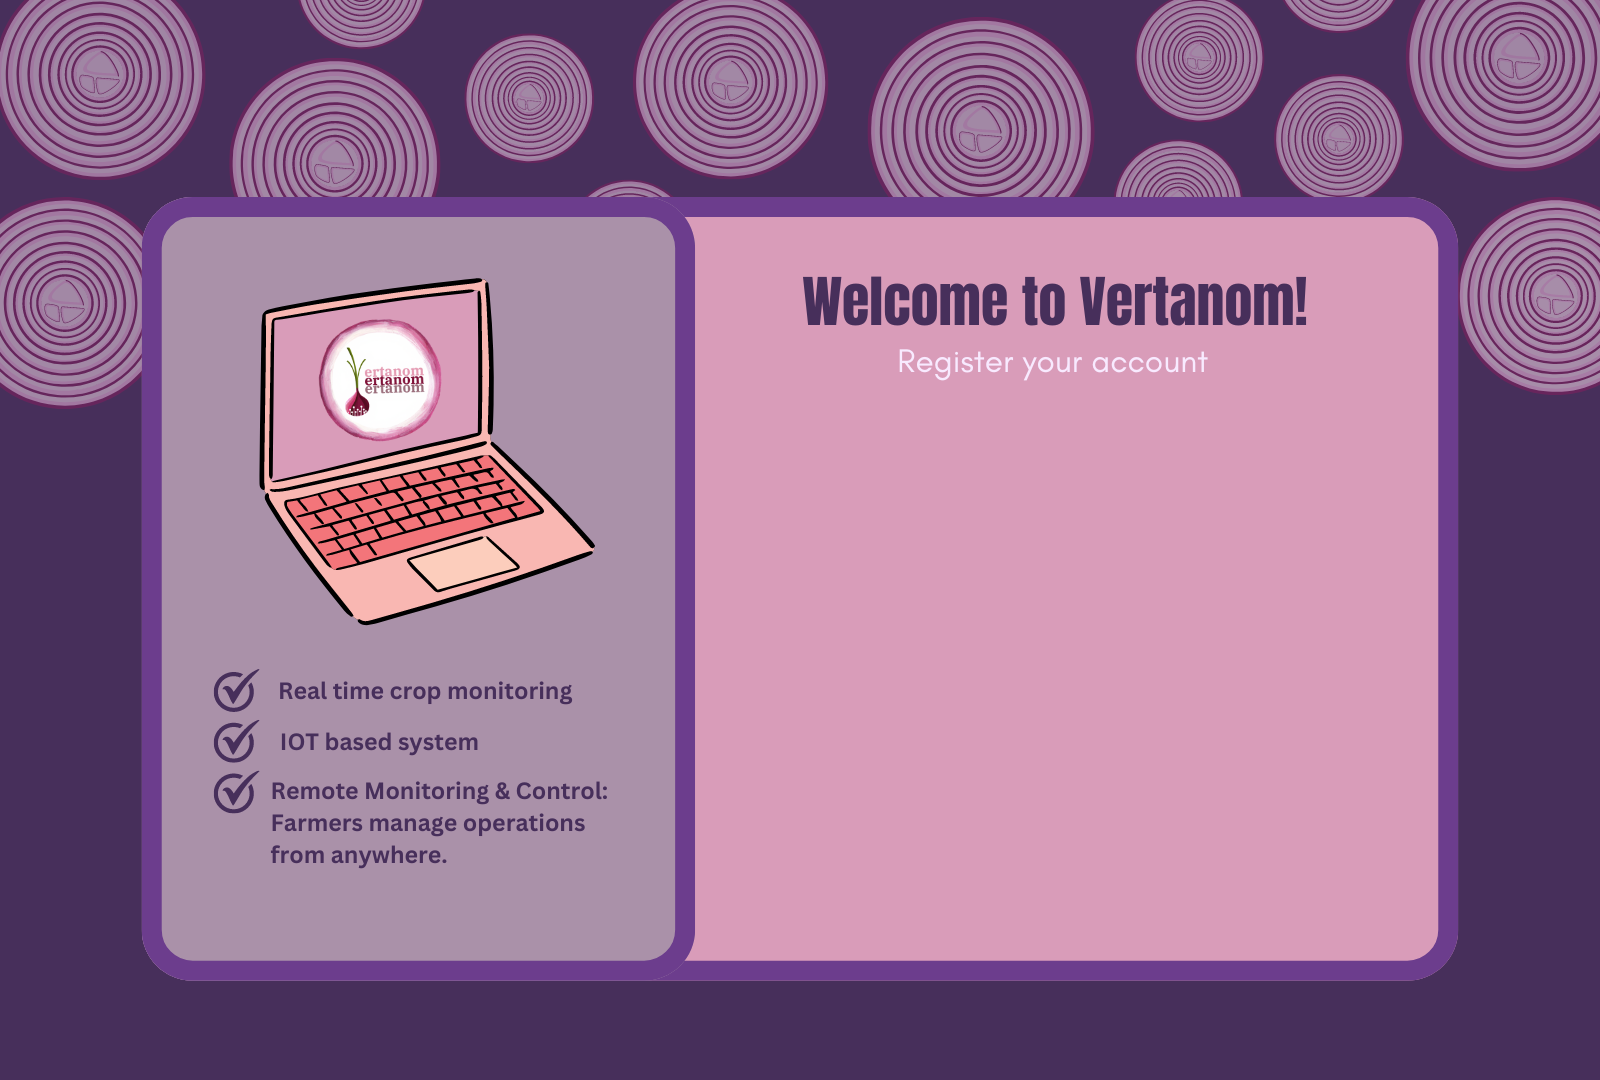 Welcome to Vertanom!
Register your account
ertanom
ertanom
ertanom
Real time crop monitoring
IOT based system
Remote Monitoring & Control:
Farmers manage operations
from anywhere.